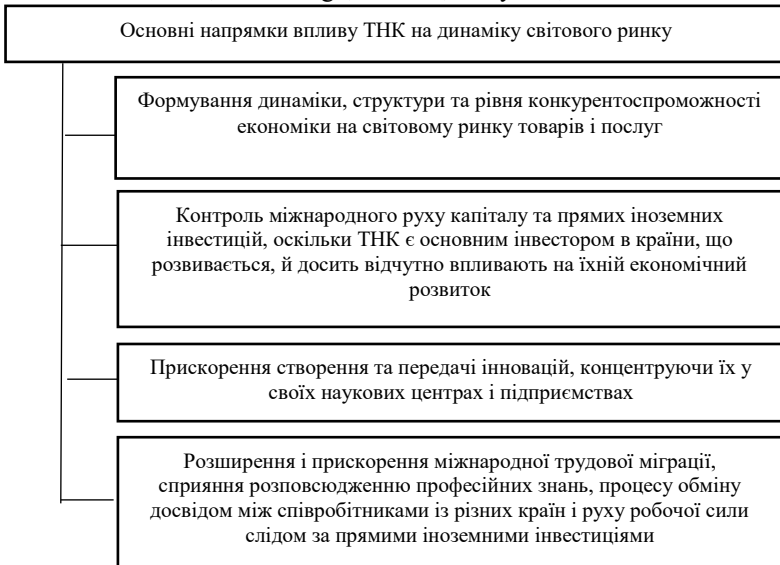 Основні напрямки впливу ТНК на динаміку світового ринку
Формування динаміки, структури та рівня конкурентоспроможності
економіки на світовому ринку товарів і послуг
Контроль міжнародного руху капіталу та прямих іноземних
інвестицій, оскільки ТНК є основним інвестором в країни, що
розвивається, й досить відчутно впливають на їхній економічний
розвиток
Прискорення створення та передачі інновацій, концентруючи їх у
своїх наукових центрах і підприємствах
Розширення і прискорення міжнародної трудової міграції,
сприяння розповсюдженню професійних знань, процесу обміну
досвідом між співробітниками із різних країн і руху робочої сили
слідом за прямими іноземними інвестиціями